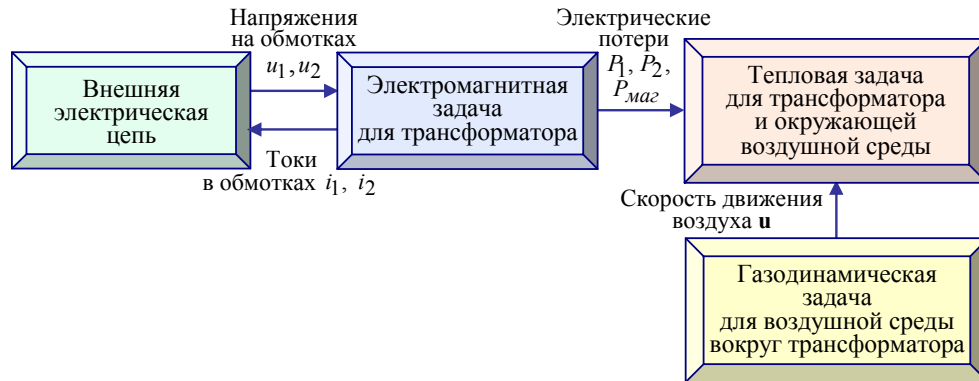 Напряжения
на обмотках
u₁, u₂
Внешняя
электрическая
цепь
Токи
в обмотках i₁, i₂
Электромагнитная
задача
для трансформатора
Электрические
потери
P₁, P₂,
Pмаг
Тепловая задача
для трансформатора
и окружающей
воздушной среды
Скорость движения
воздуха u
Газодинамическая
задача
для воздушной среды
вокруг трансформатора